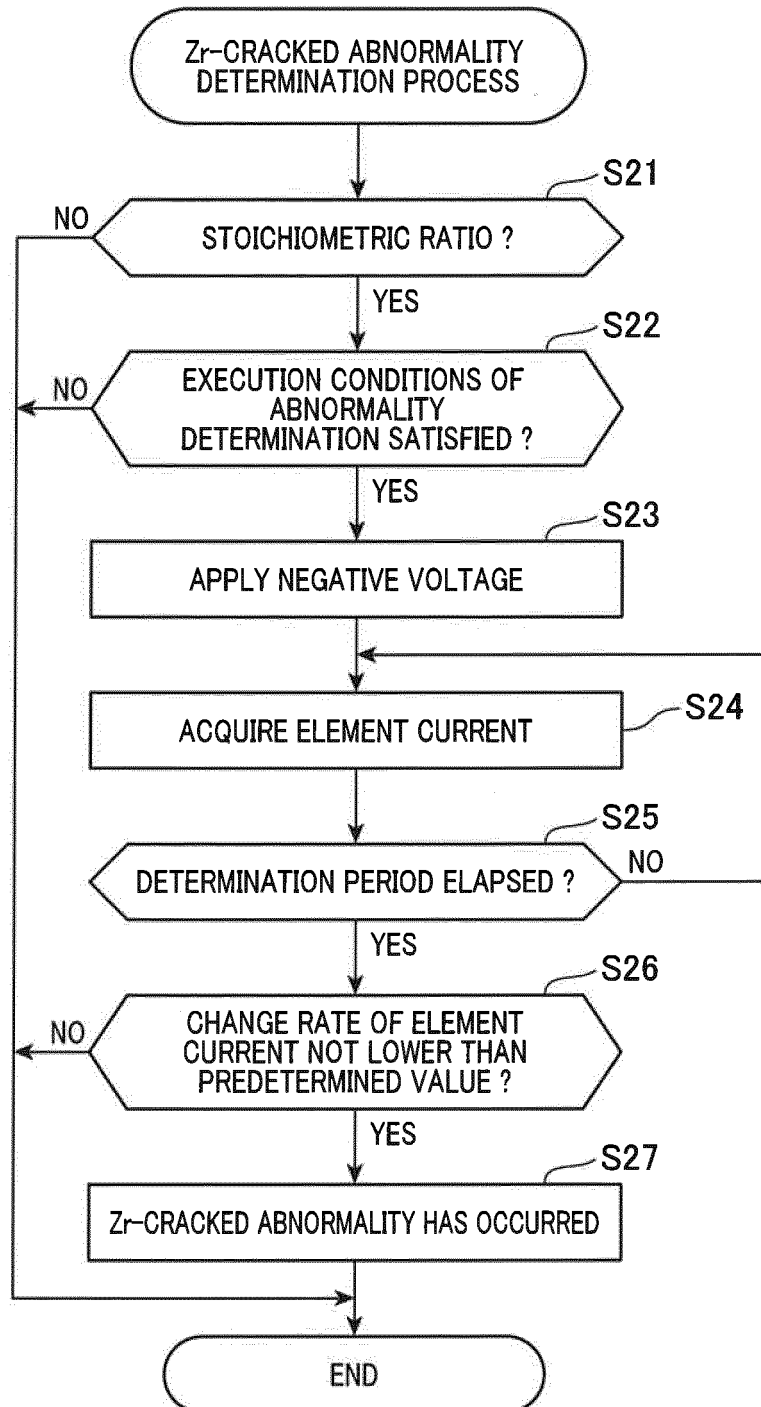 Zr-CRACKED ABNORMALITY
DETERMINATION PROCESS
S21
NO
STOICHIOMETRIC RATIO ?
YES
S22
NO
EXECUTION CONDITIONS OF
ABNORMALITY
DETERMINATION SATISFIED ?
YES
S23
APPLY NEGATIVE VOLTAGE
S24
ACQUIRE ELEMENT CURRENT
S25
DETERMINATION PERIOD ELAPSED ?
NO
YES
S26
NO
CHANGE RATE OF ELEMENT
CURRENT NOT LOWER THAN
PREDETERMINED VALUE ?
YES
S27
Zr-CRACKED ABNORMALITY HAS OCCURRED
END